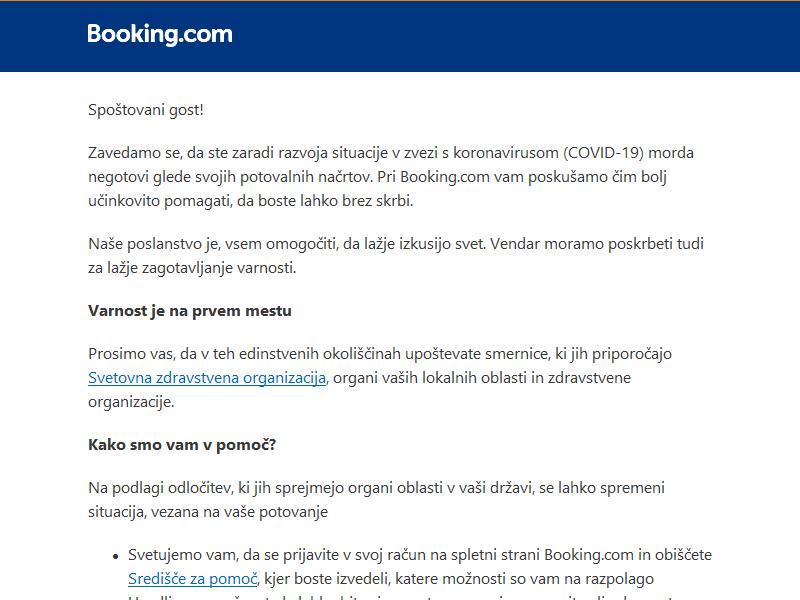 Booking.com
Spoštovani gost!
Zavedamo se, da ste zaradi razvoja situacije v zvezi s koronavirusom (COVID-19) morda
negotovi glede svojih potovalnih načrtov. Pri Booking.com vam poskušamo čim bolj
učinkovito pomagati, da boste lahko brez skrbi.
Naše poslanstvo je, vsem omogočiti, da lažje izkusijo svet. Vendar moramo poskrbeti tudi
za lažje zagotavljanje varnosti.
Varnost je na prvem mestu
Prosimo vas, da v teh edinstvenih okoliščinah upoštevate smernice, ki jih priporočajo
Svetovna zdravstvena organizacija, organi vaših lokalnih oblasti in zdravstvene
organizacije.
Kako smo vam v pomoč?
Na podlagi odločitev, ki jih sprejmejo organi oblasti v vaši državi, se lahko spremeni
situacija, vezana na vaše potovanje
• Svetujemo vam, da se prijavite v svoj račun na spletni strani Booking.com in obiščete
Središče za pomoč, kjer boste izvedeli, katere možnosti so vam na razpolago